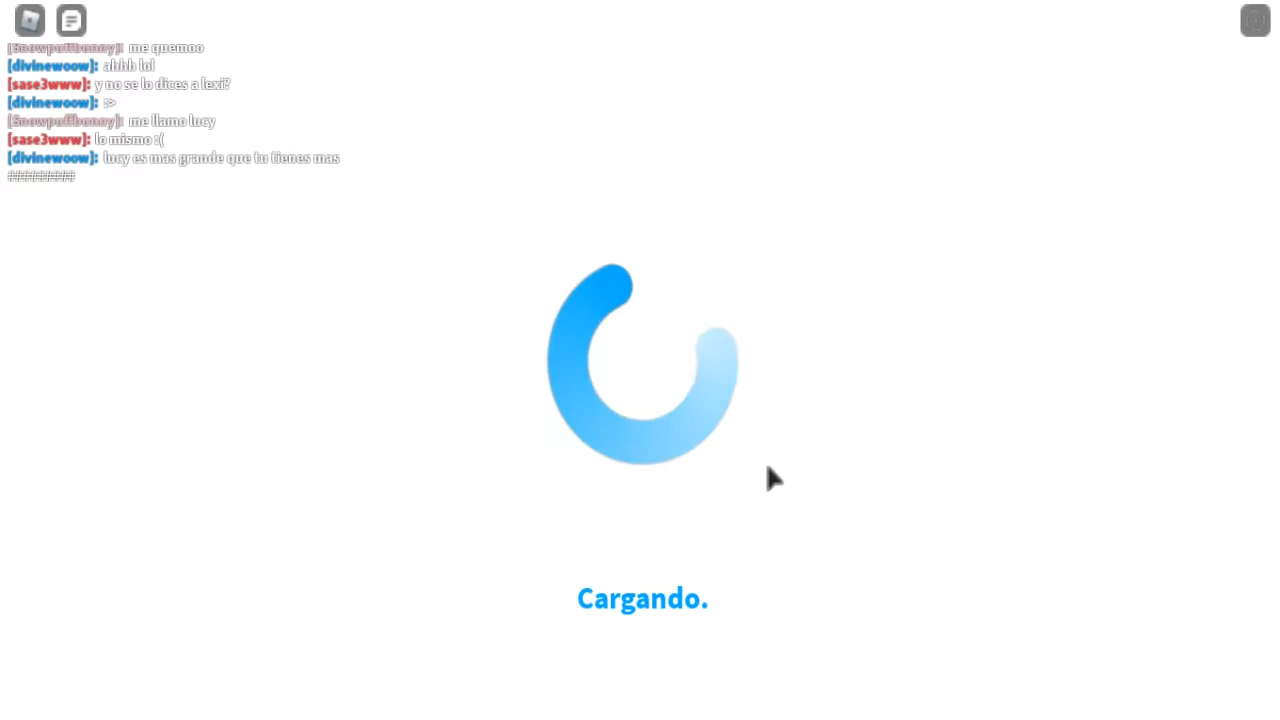 [Snowpuffbunny]: me quemoo
[divinewoow]: ahhh lol
[sase3www]: y no se lo dices a lexi?
[divinewoow]: :>
[Snowpuffbunny]: me llamo lucy
[sase3www]: lo mismo :(
[divinewoow]: lucy es mas grande que tu tienes mas
##########
Cargando.